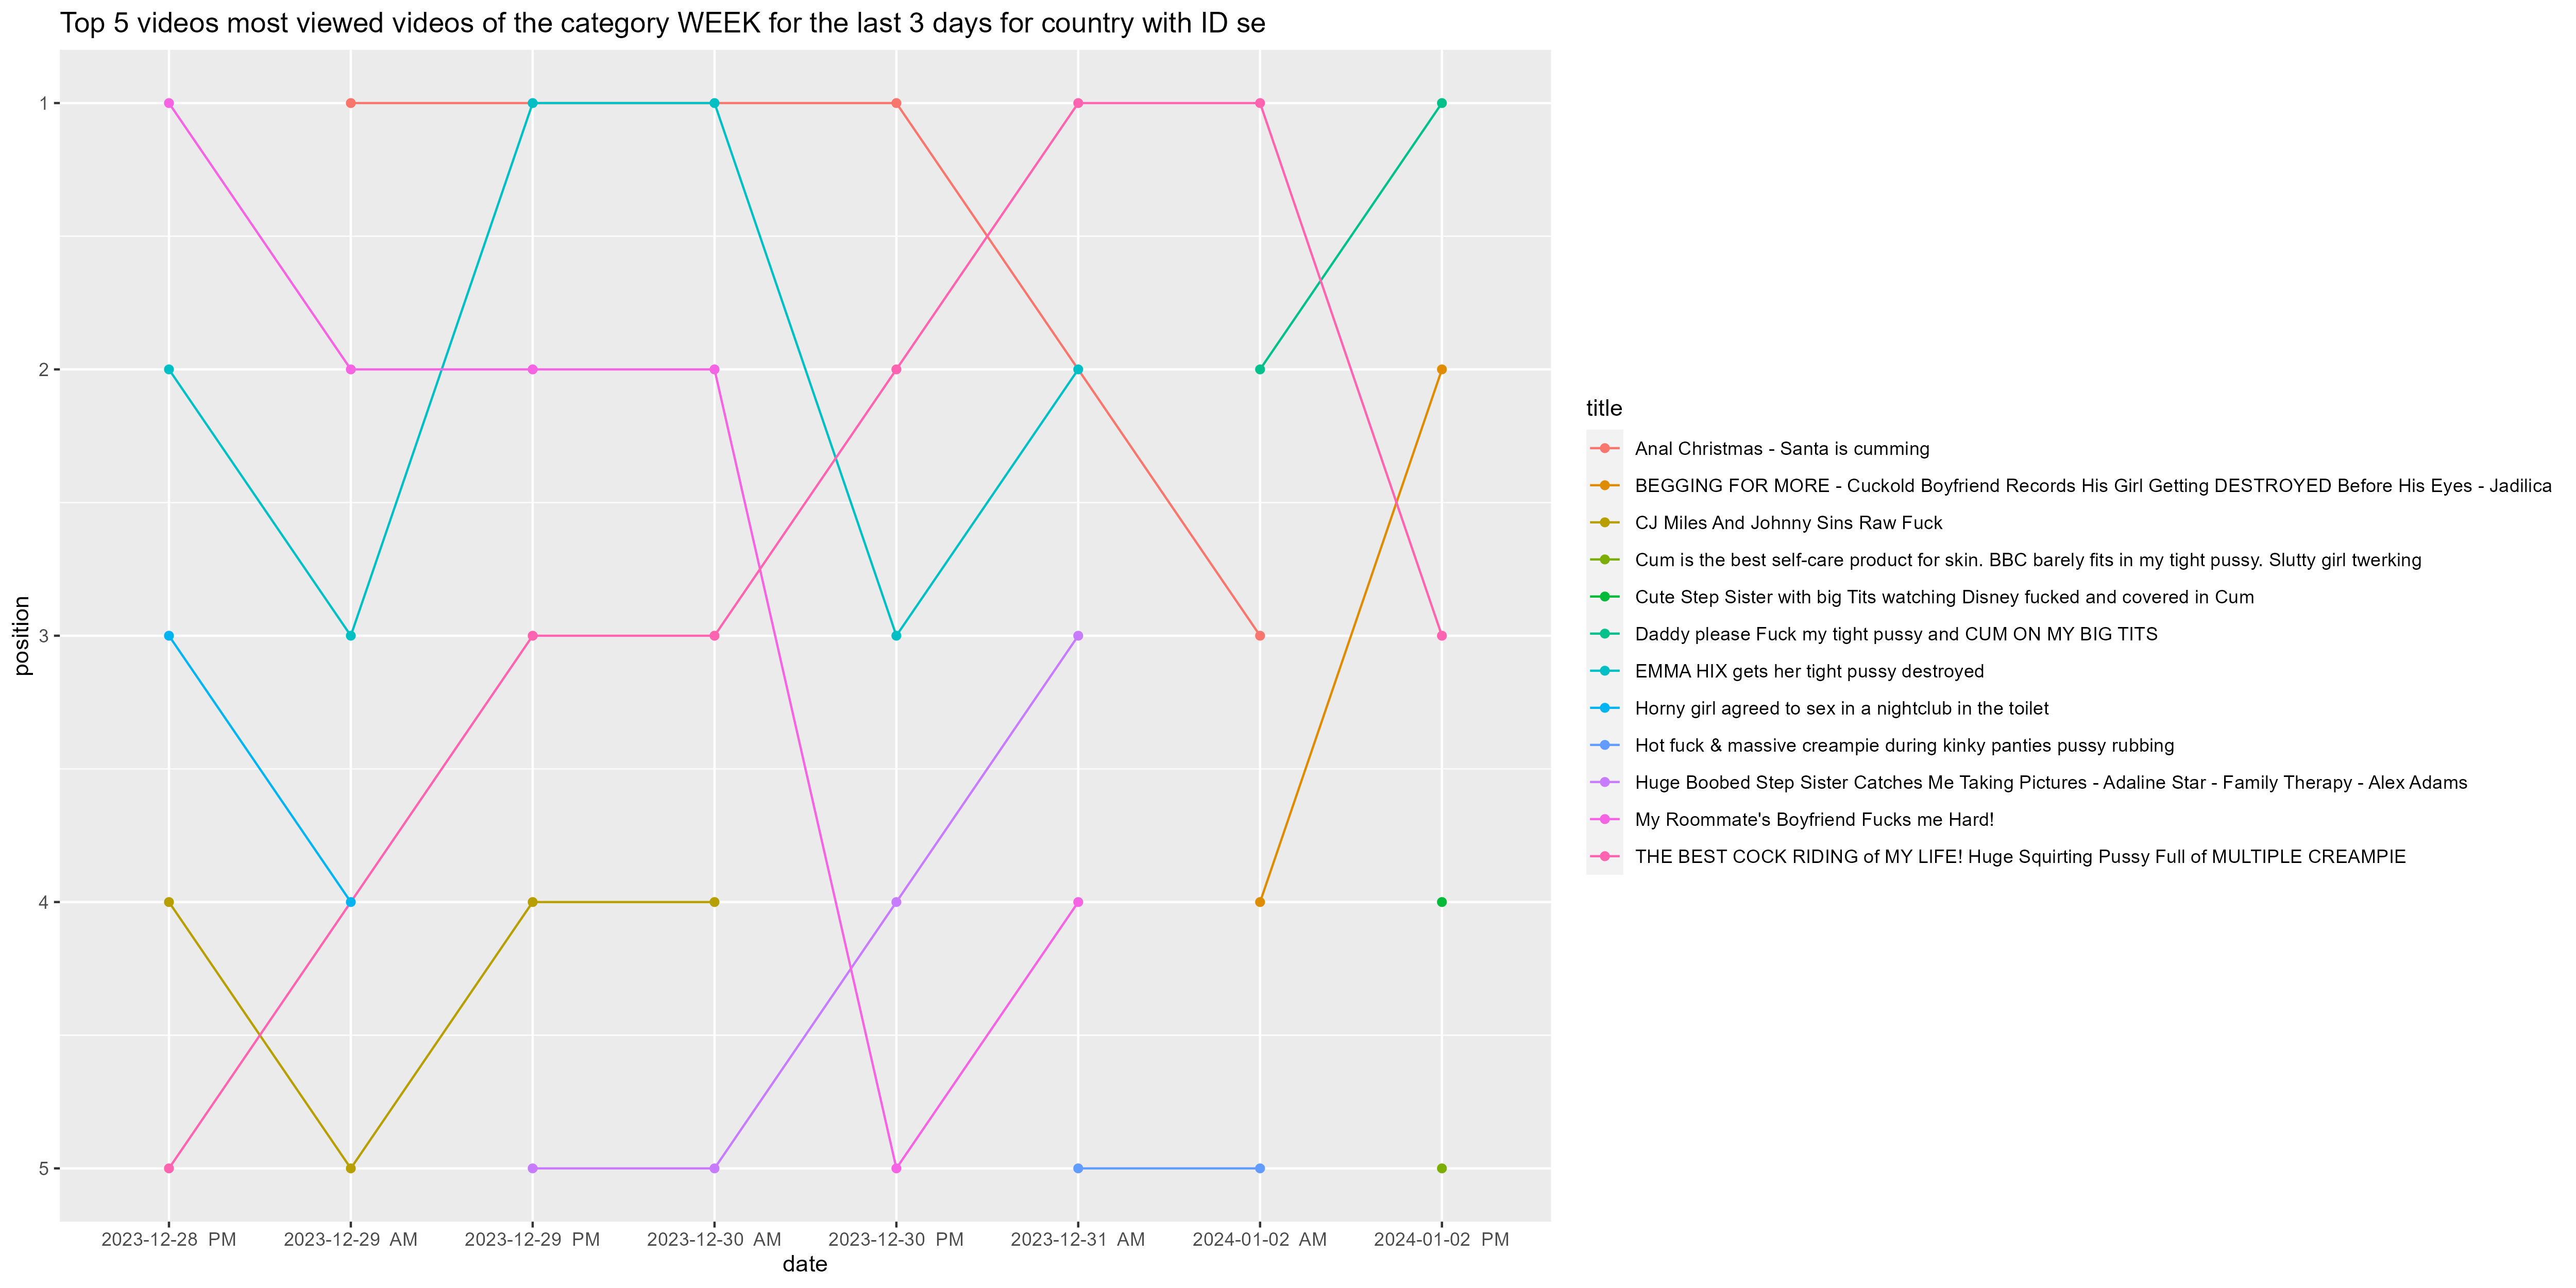 Top 5 videos most viewed videos of the category WEEK for the last 3 days for country with ID se
position
1
2
3
4
5
2023-12-28 PM
2023-12-29 AM
2023-12-29 PM
2023-12-30 AM
2023-12-30 PM
2023-12-31 AM
2024-01-02 AM
2024-01-02 PM
date
title
Anal Christmas - Santa is cumming
BEGGING FOR MORE - Cuckold Boyfriend Records His Girl Getting DESTROYED Before His Eyes - Jadilica
CJ Miles And Johnny Sins Raw Fuck
Cum is the best self-care product for skin. BBC barely fits in my tight pussy. Slutty girl twerking
Cute Step Sister with big Tits watching Disney fucked and covered in Cum
Daddy please Fuck my tight pussy and CUM ON MY BIG TITS
EMMA HIX gets her tight pussy destroyed
Horny girl agreed to sex in a nightclub in the toilet
Hot fuck & massive creampie during kinky panties pussy rubbing
Huge Boobed Step Sister Catches Me Taking Pictures - Adaline Star - Family Therapy - Alex Adams
My Roommate's Boyfriend Fucks me Hard!
THE BEST COCK RIDING of MY LIFE! Huge Squirting Pussy Full of MULTIPLE CREAMPIE